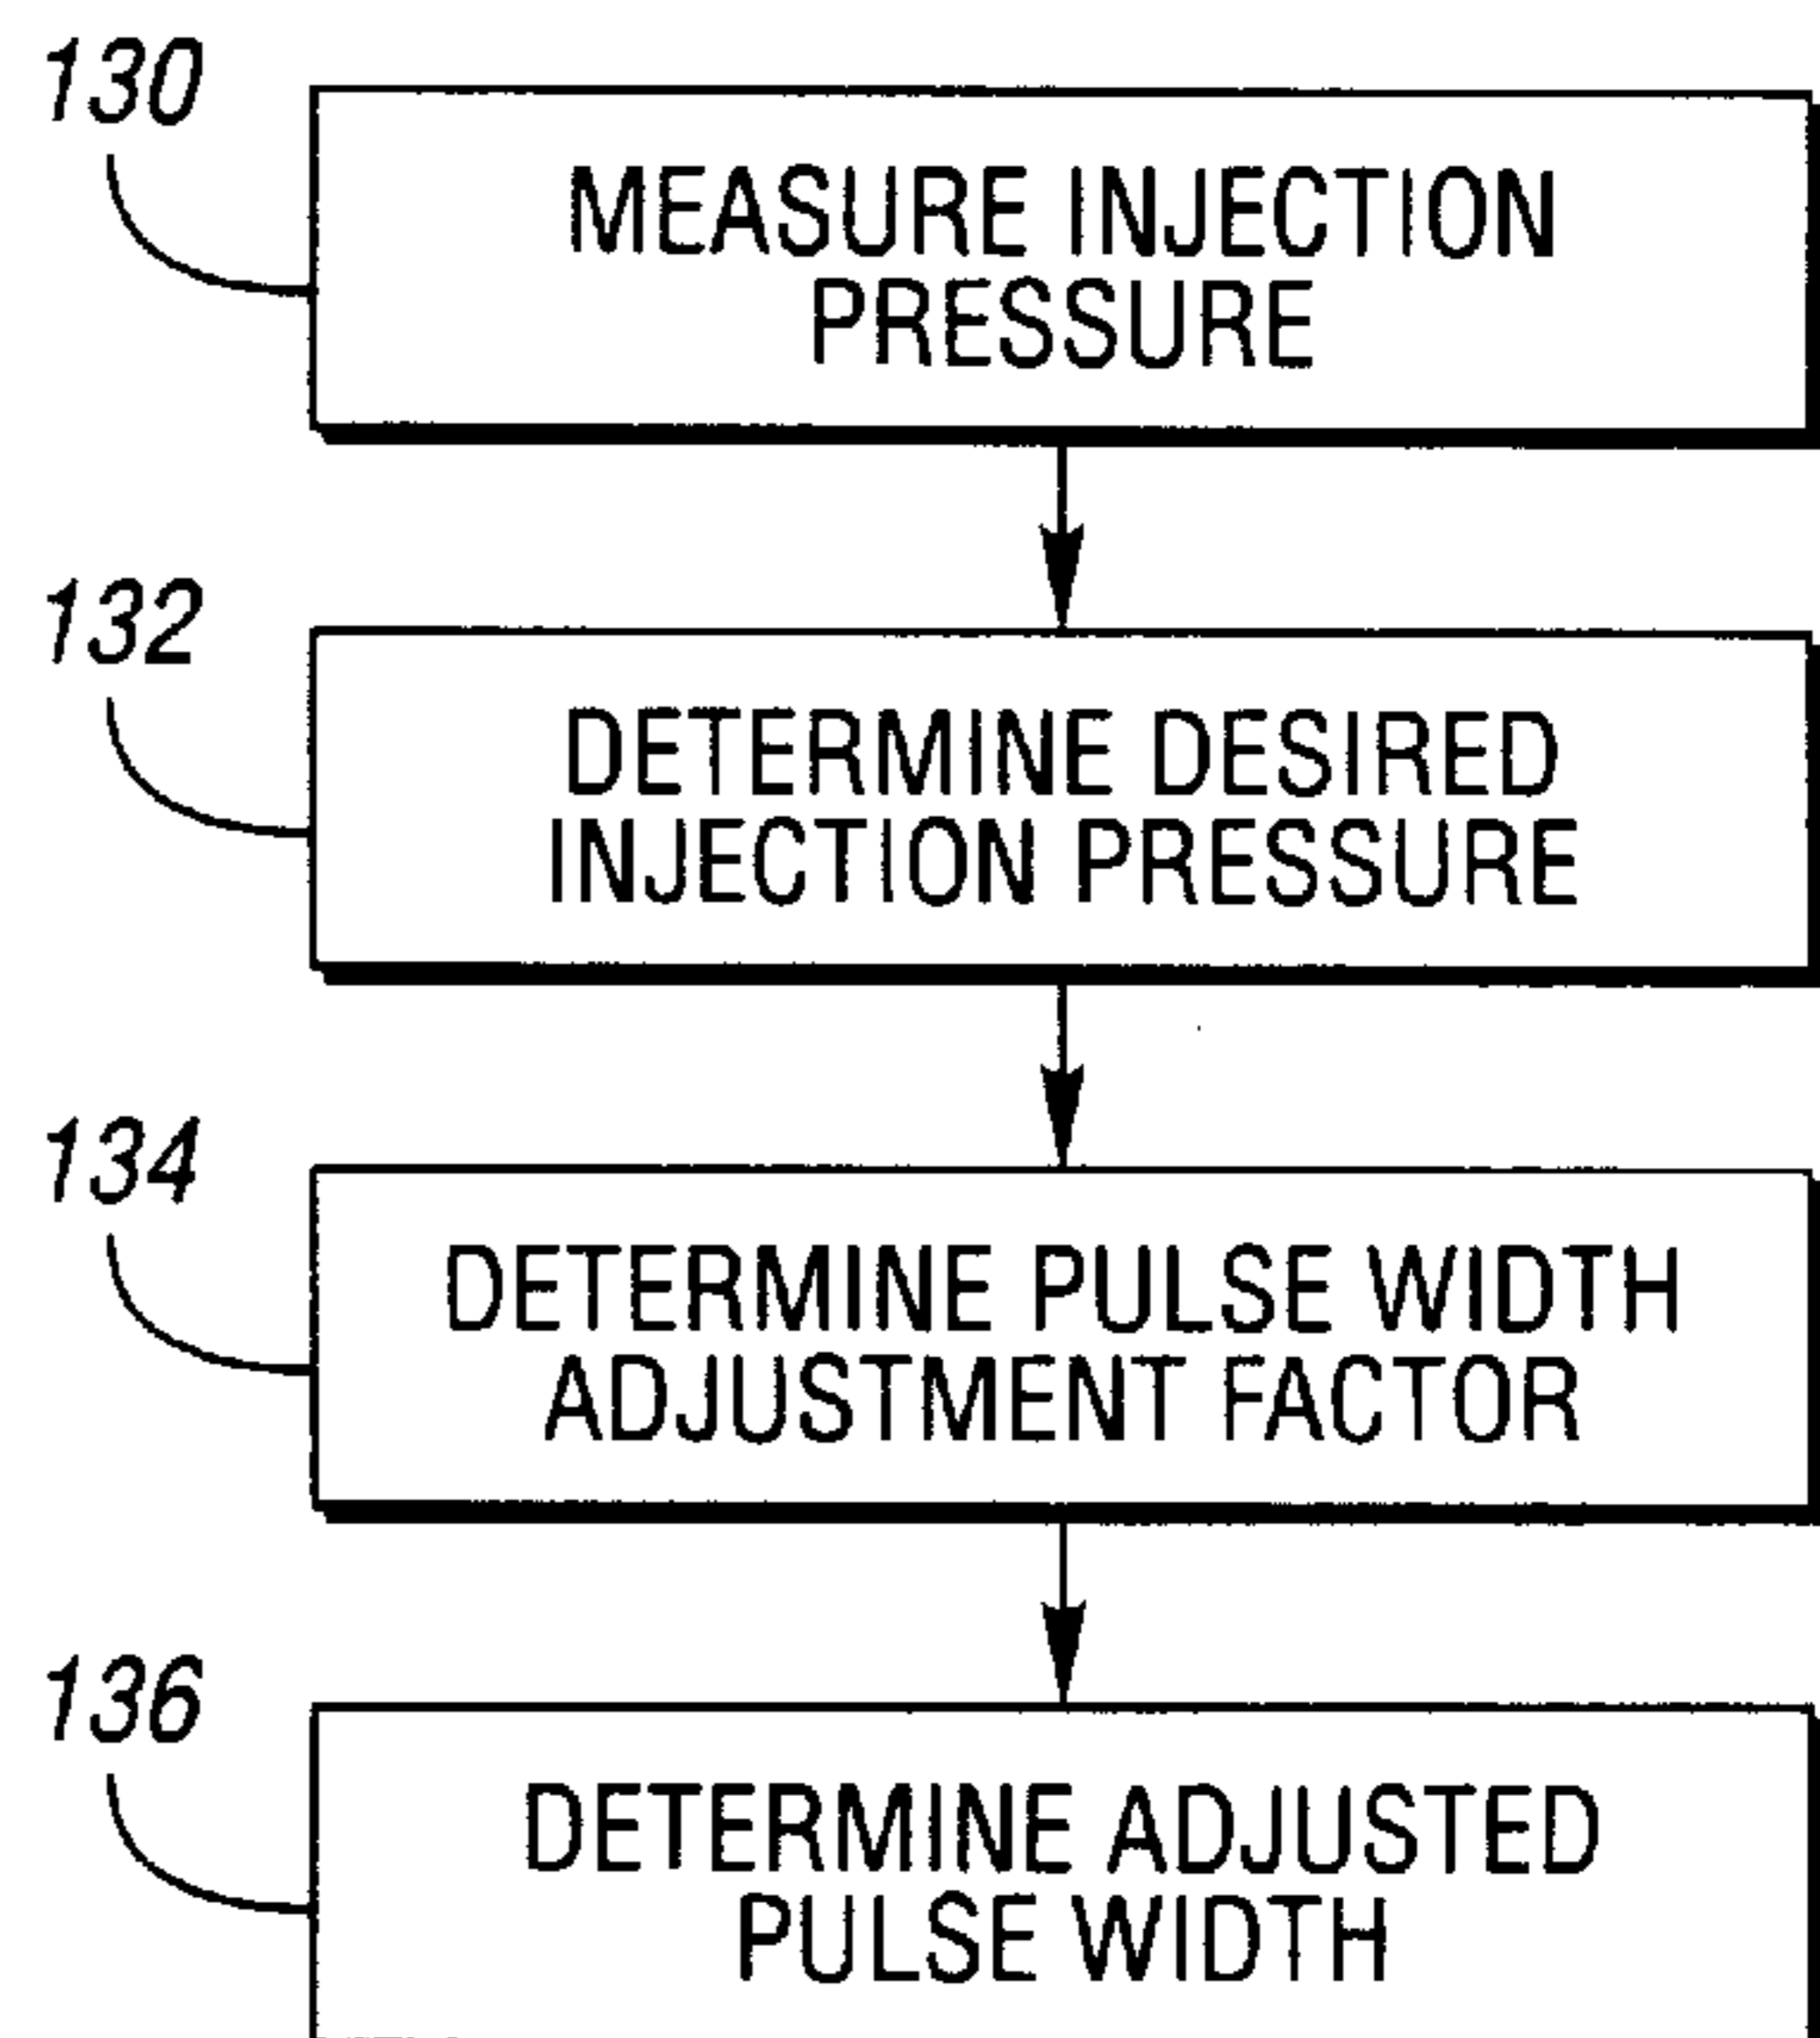 130
MEASURE INJECTION
PRESSURE
132
DETERMINE DESIRED
INJECTION PRESSURE
134
DETERMINE PULSE WIDTH
ADJUSTMENT FACTOR
136
DETERMINE ADJUSTED
PULSE WIDTH